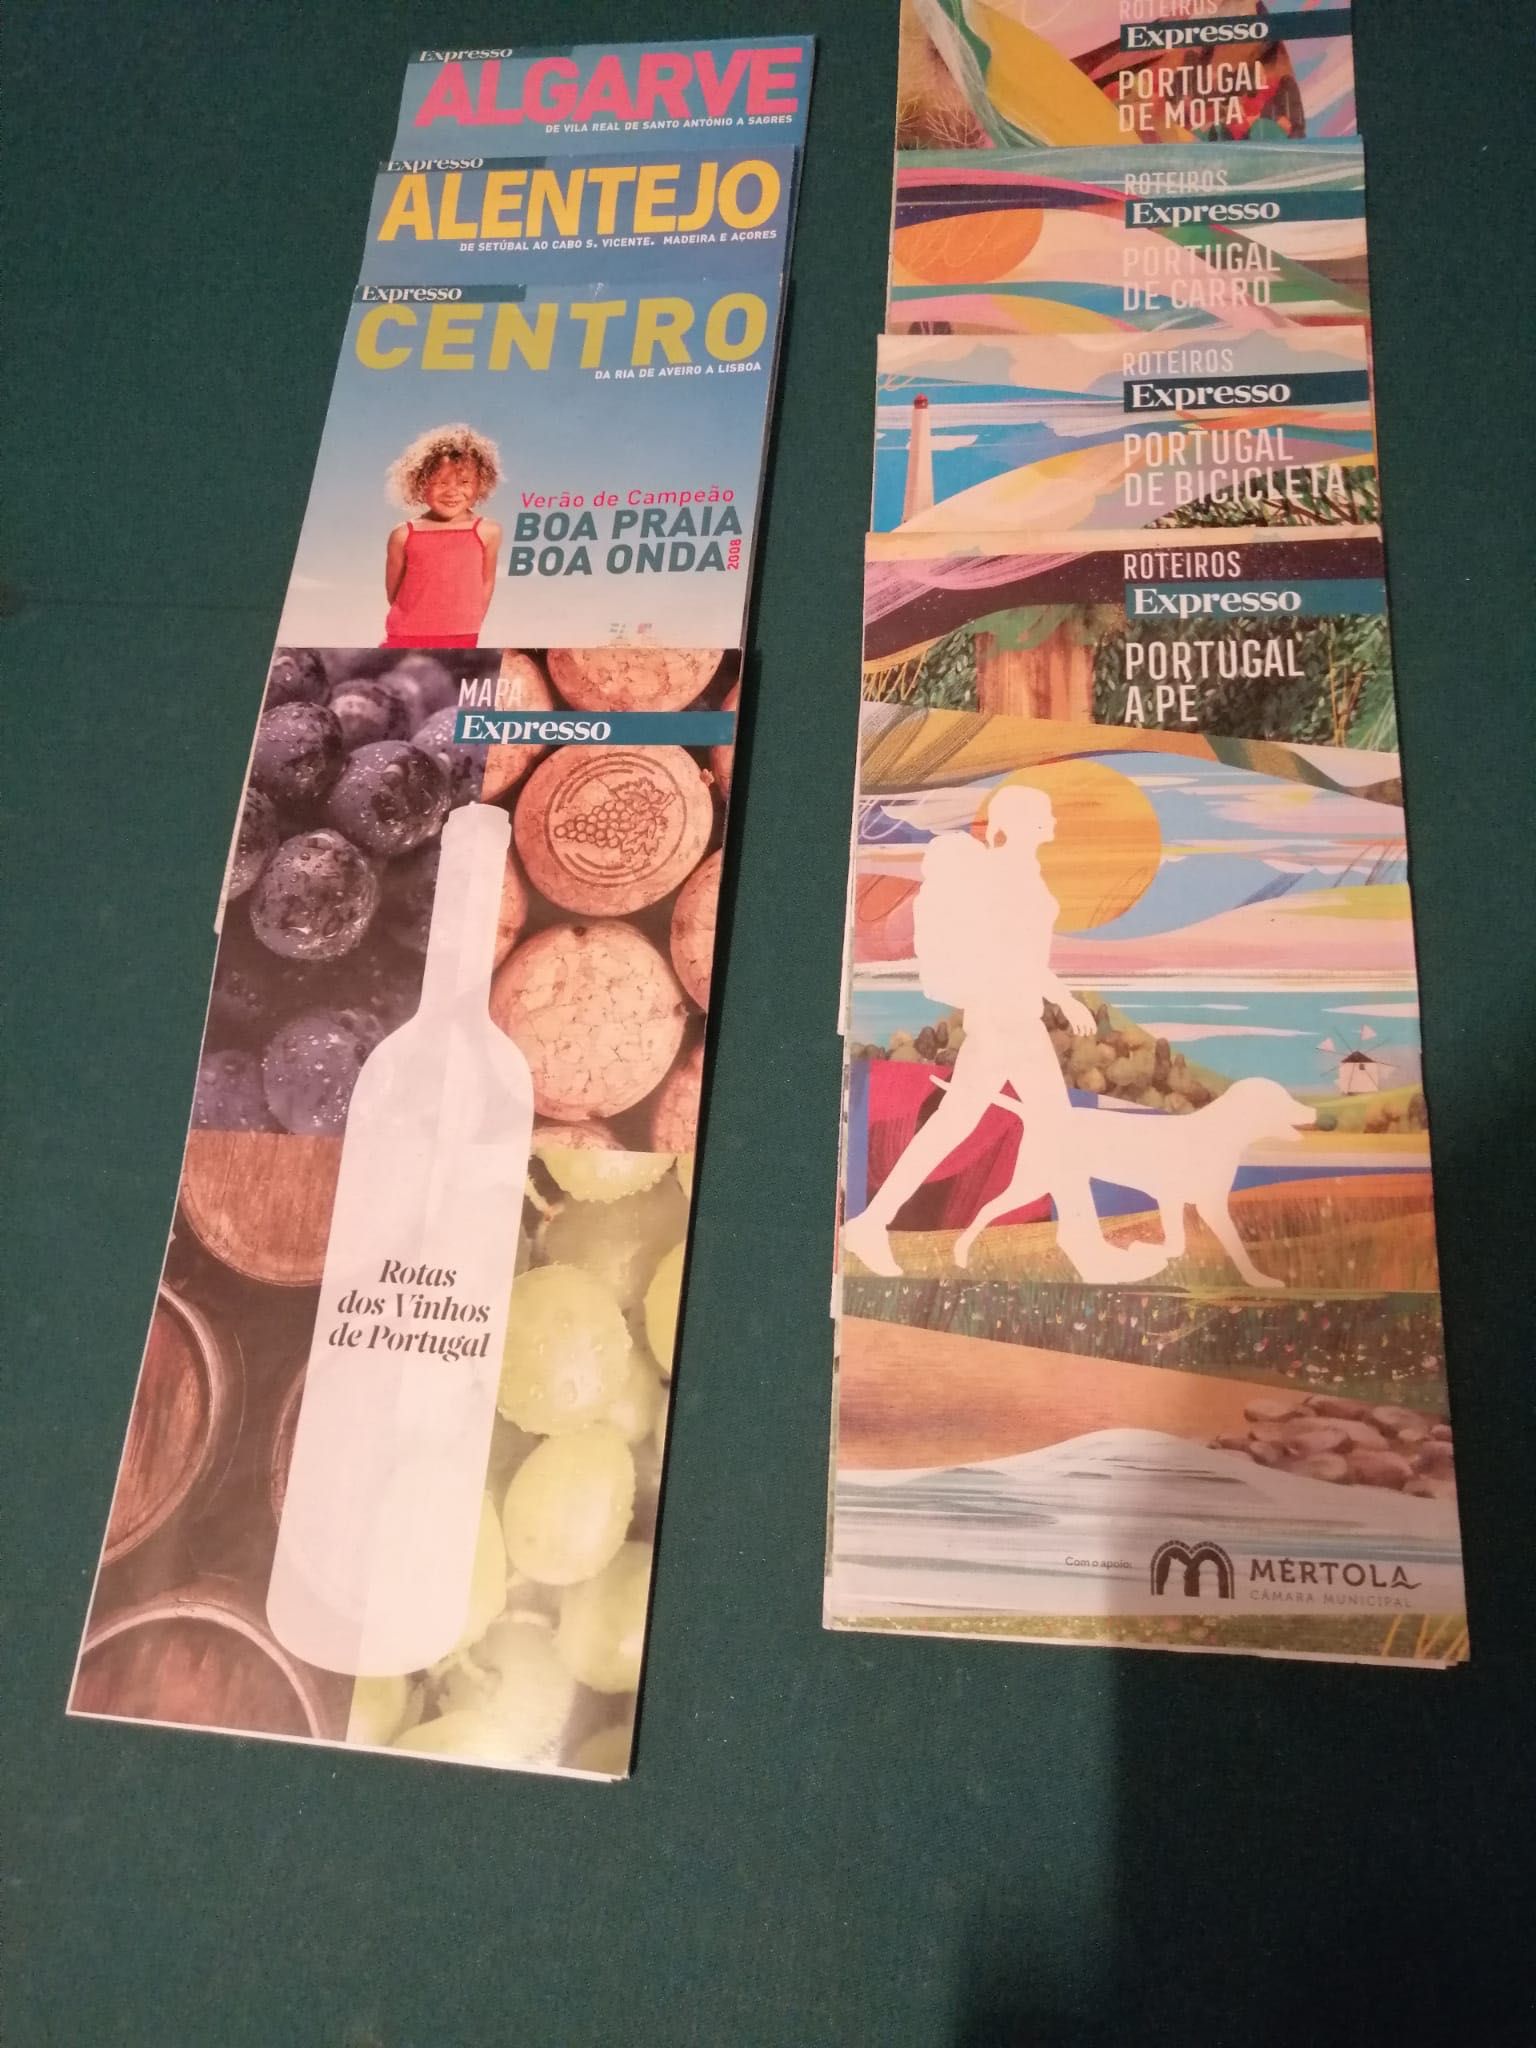 Expresso
ALGARVE
DE VILA REAL DE SANTO ANTÓNIO A SAGRES
Expresso
ALENTEJO
DE SETÚBAL AO CABO S. VICENTE. MADEIRA E AÇORES
Expresso
CENTRO
DA RIA DE AVEIRO A LISBOA
Verão de Campeão
BOA PRAIA
BOA ONDA
2008
MAPA
Expresso
Rotas
dos Vinhos
de Portugal
ROTEIROS
Expresso
PORTUGAL
DE MOTA
ROTEIROS
Expresso
PORTUGAL
DE CARRO
ROTEIROS
Expresso
PORTUGAL
DE BICICLETA
ROTEIROS
Expresso
PORTUGAL
A PÉ
Com o apoio:
MÉRTOLA
CÂMARA MUNICIPAL